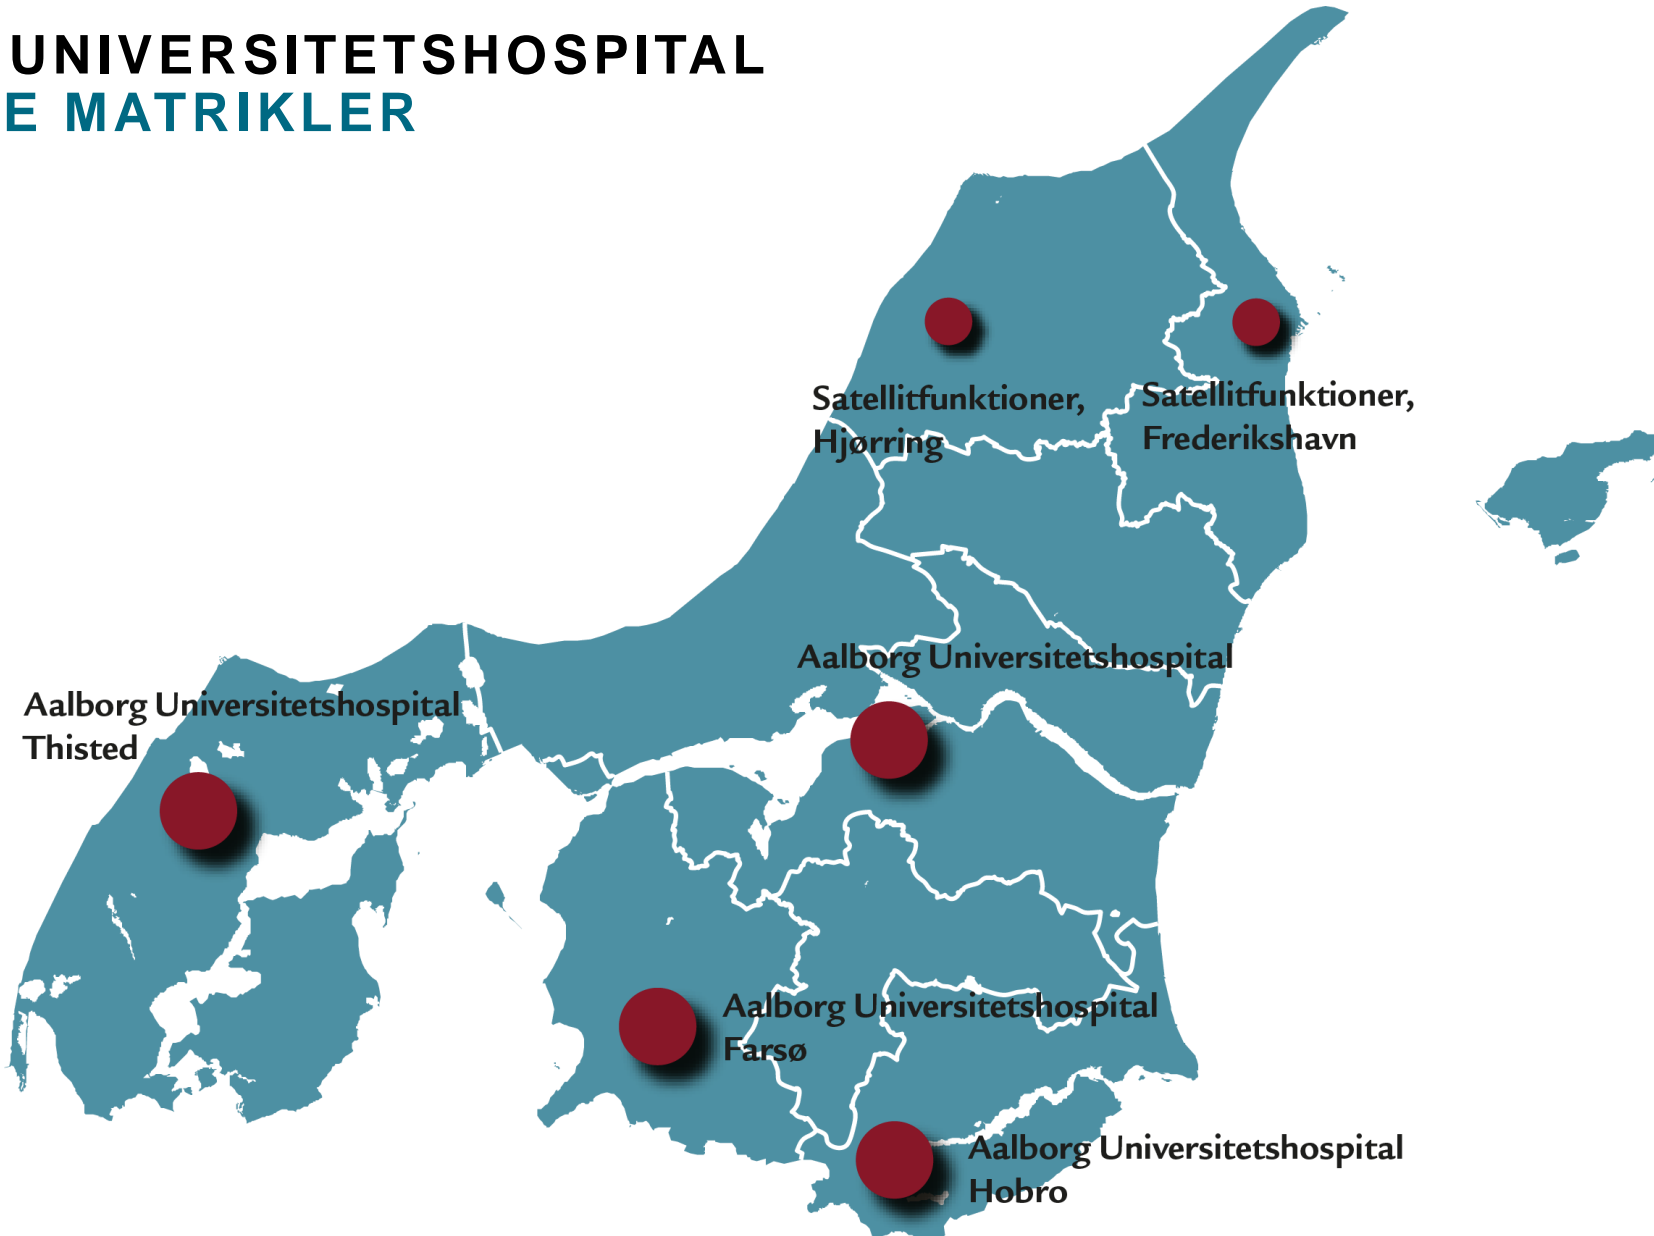 UNIVERSITETSHOSPITAL
E MATRIKLER
Satellitfunktioner,
Hjørring
Satellitfunktioner,
Frederikshavn
Aalborg Universitetshospital
Aalborg Universitetshospital
Thisted
Aalborg Universitetshospital
Farsø
Aalborg Universitetshospital
Hobro